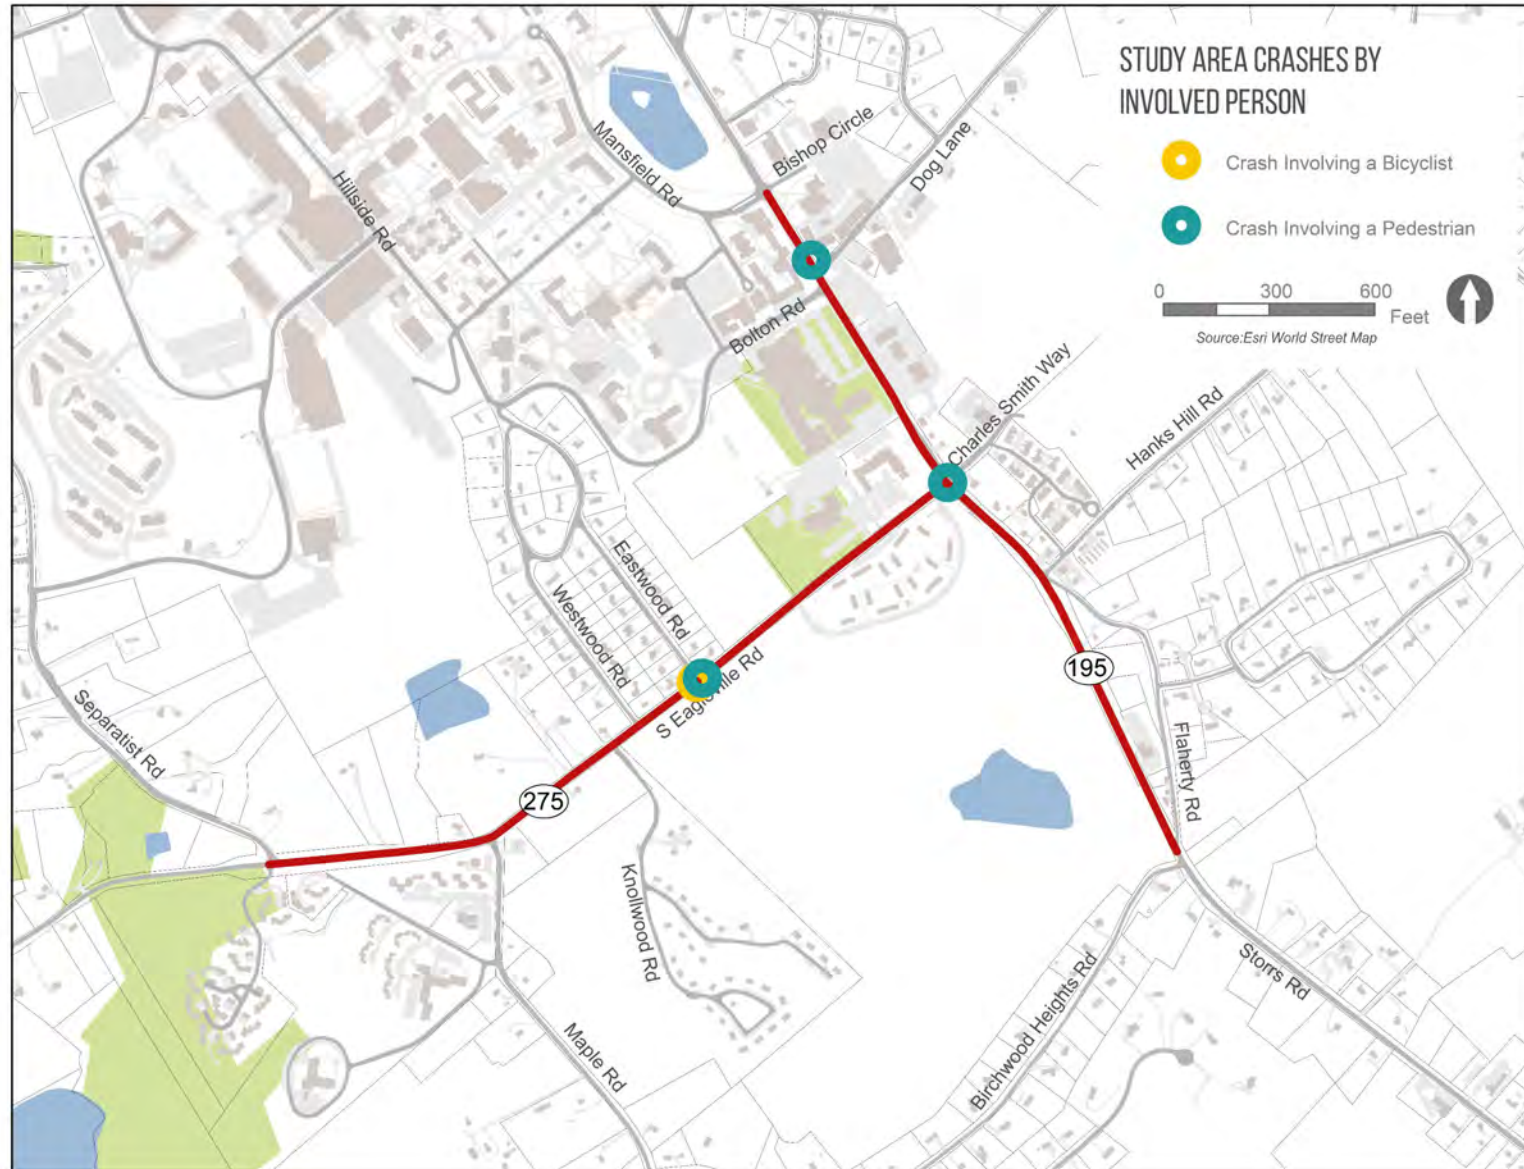 STUDY AREA CRASHES BY
INVOLVED PERSON
Crash Involving a Bicyclist
Crash Involving a Pedestrian
0 300 600
Feet
Source:Esri World Street Map
Bishop Circle
Mansfield Rd
Dog Lane
Hillside Rd
Bolton Rd
Charles Smith Way
Hanks Hill Rd
Eastwood Rd
Westwood Rd
S Eagleville Rd
195
Separatist Rd
Flaherty Rd
275
Knollwood Rd
Storrs Rd
Birchwood Heights Rd
Maple Rd